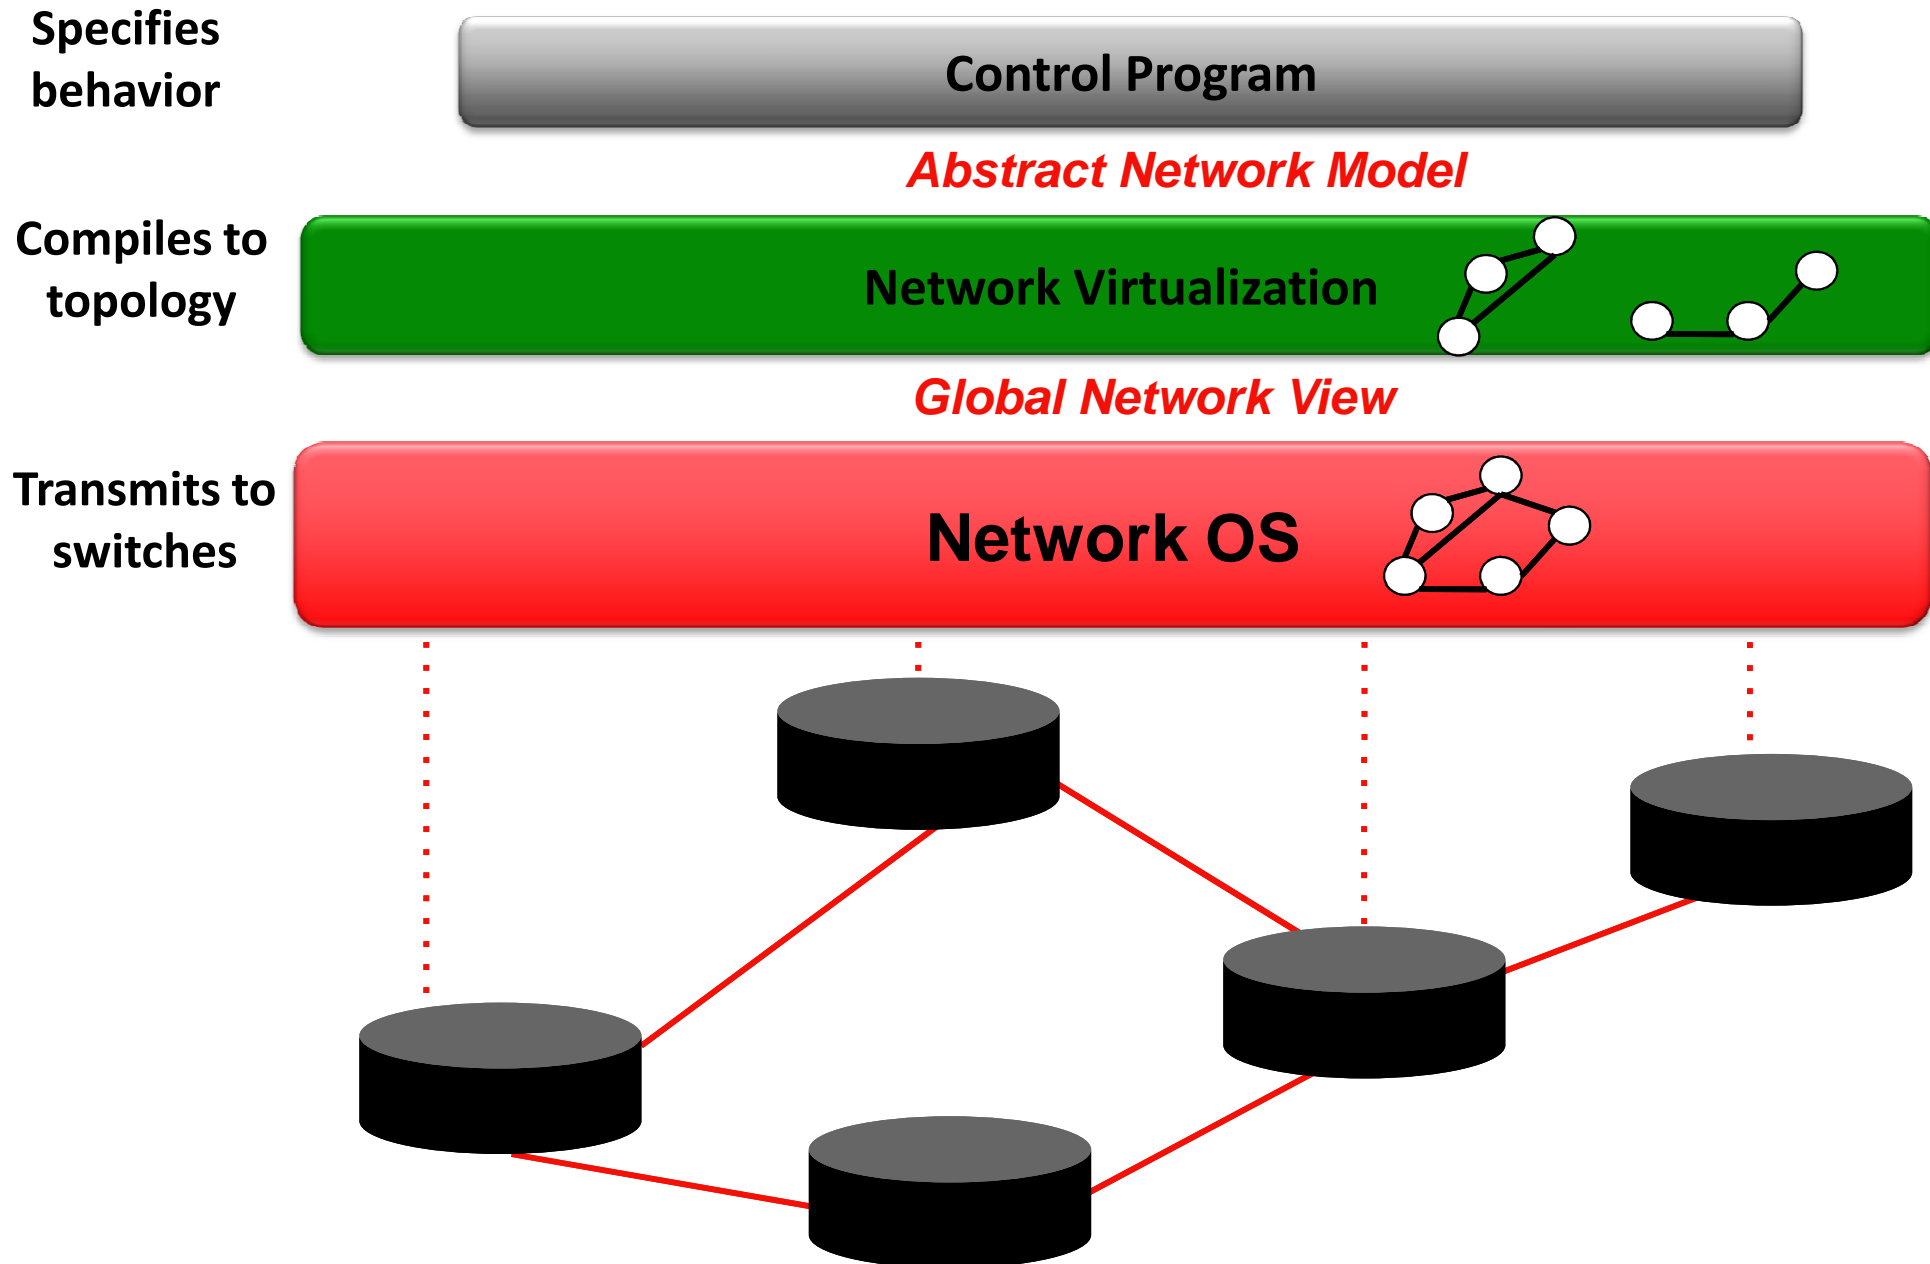 Specifies
behavior
Control Program
Abstract Network Model
Compiles to
topology
Network Virtualization
Global Network View
Transmits to
switches
Network OS